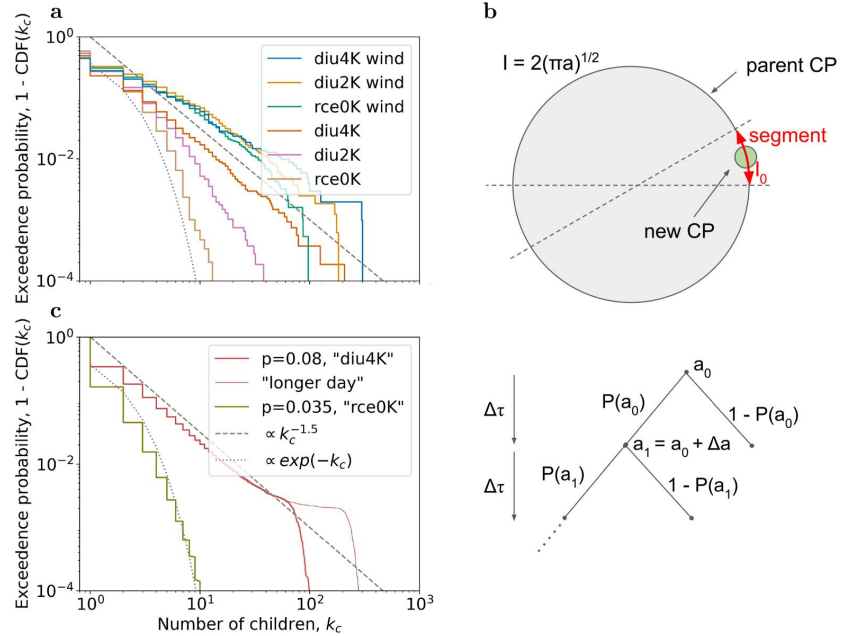 a
Exceedence probability, 1 - CDF(k_c)
10^0
10^-2
10^-4
diu4K wind
diu2K wind
rce0K wind
diu4K
diu2K
rce0K
b
l = 2(πa)^1/2
parent CP
segment
l_0
new CP
c
Exceedence probability, 1 - CDF(k_c)
10^0
10^-2
10^-4
p=0.08, "diu4K"
"longer day"
p=0.035, "rce0K"
∝ k_c^-1.5
∝ exp(−k_c)
10^0 10^1 10^2 10^3
Number of children, k_c
a_0
Δτ
P(a_0)
1 - P(a_0)
a_1 = a_0 + Δa
Δτ
P(a_1)
1 - P(a_1)